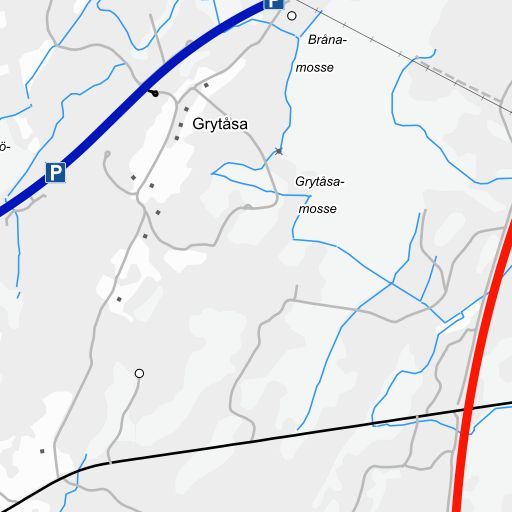 P
Bråna-
mosse
Grytåsa
ö-
P
Grytåsa-
mosse